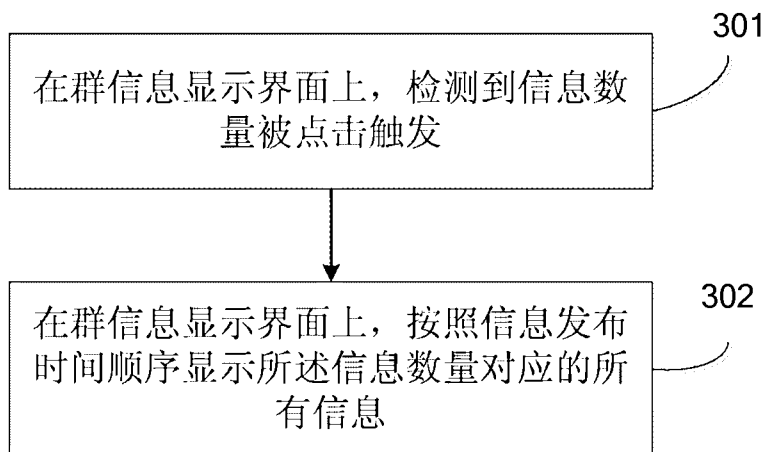 301
在群信息显示界面上，检测到信息数
量被点击触发
302
在群信息显示界面上，按照信息发布
时间顺序显示所述信息数量对应的所
有信息